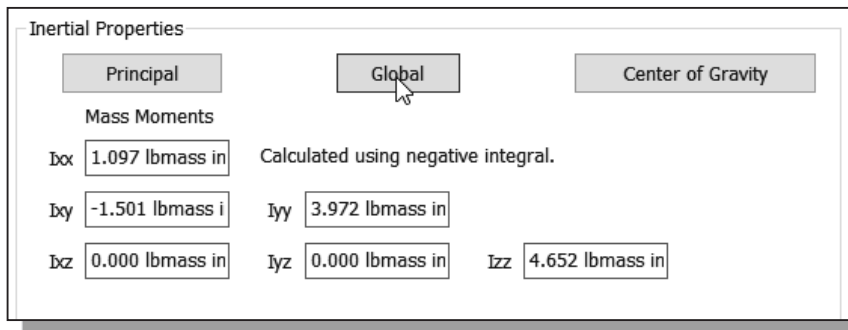 Inertial Properties
Principal Global Center of Gravity
Mass Moments
Ixx 1.097 lbmass in Calculated using negative integral.
Ixy -1.501 lbmass i Iyy 3.972 lbmass in
Ixz 0.000 lbmass in Iyz 0.000 lbmass in Izz 4.652 lbmass in